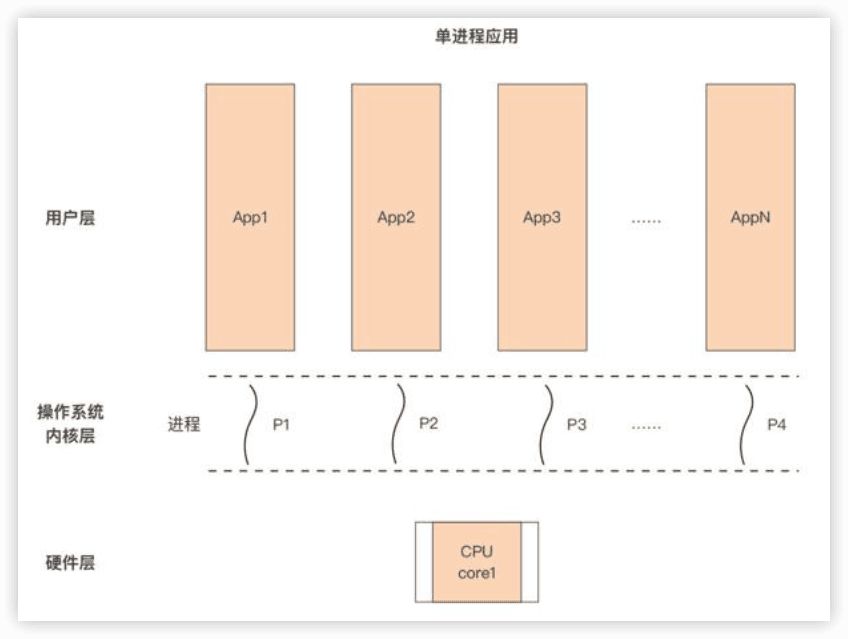 单进程应用
用户层
App1
App2
App3
......
AppN
操作系统
内核层
进程
P1
P2
P3
......
P4
硬件层
CPU
core1